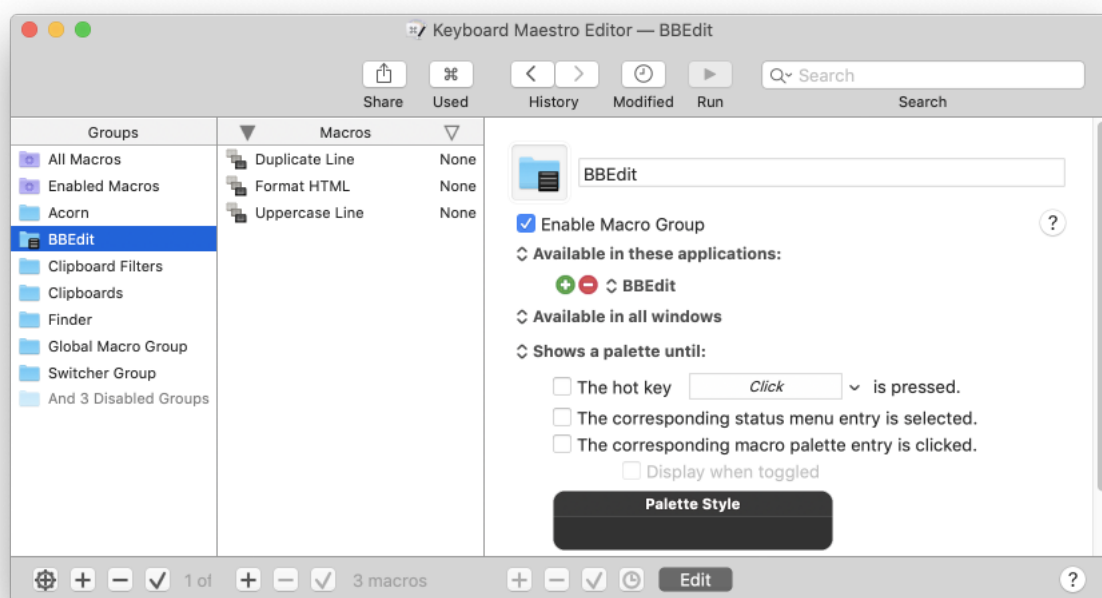 Keyboard Maestro Editor — BBEdit
Share Used History Modified Run Search
Search
Groups
All Macros
Enabled Macros
Acorn
BBEdit
Clipboard Filters
Clipboards
Finder
Global Macro Group
Switcher Group
And 3 Disabled Groups
Macros
Duplicate Line None
Format HTML None
Uppercase Line None
BBEdit
Enable Macro Group
?
Available in these applications:
BBEdit
Available in all windows
Shows a palette until:
The hot key Click is pressed.
The corresponding status menu entry is selected.
The corresponding macro palette entry is clicked.
Display when toggled
Palette Style
1 of
3 macros
Edit
?